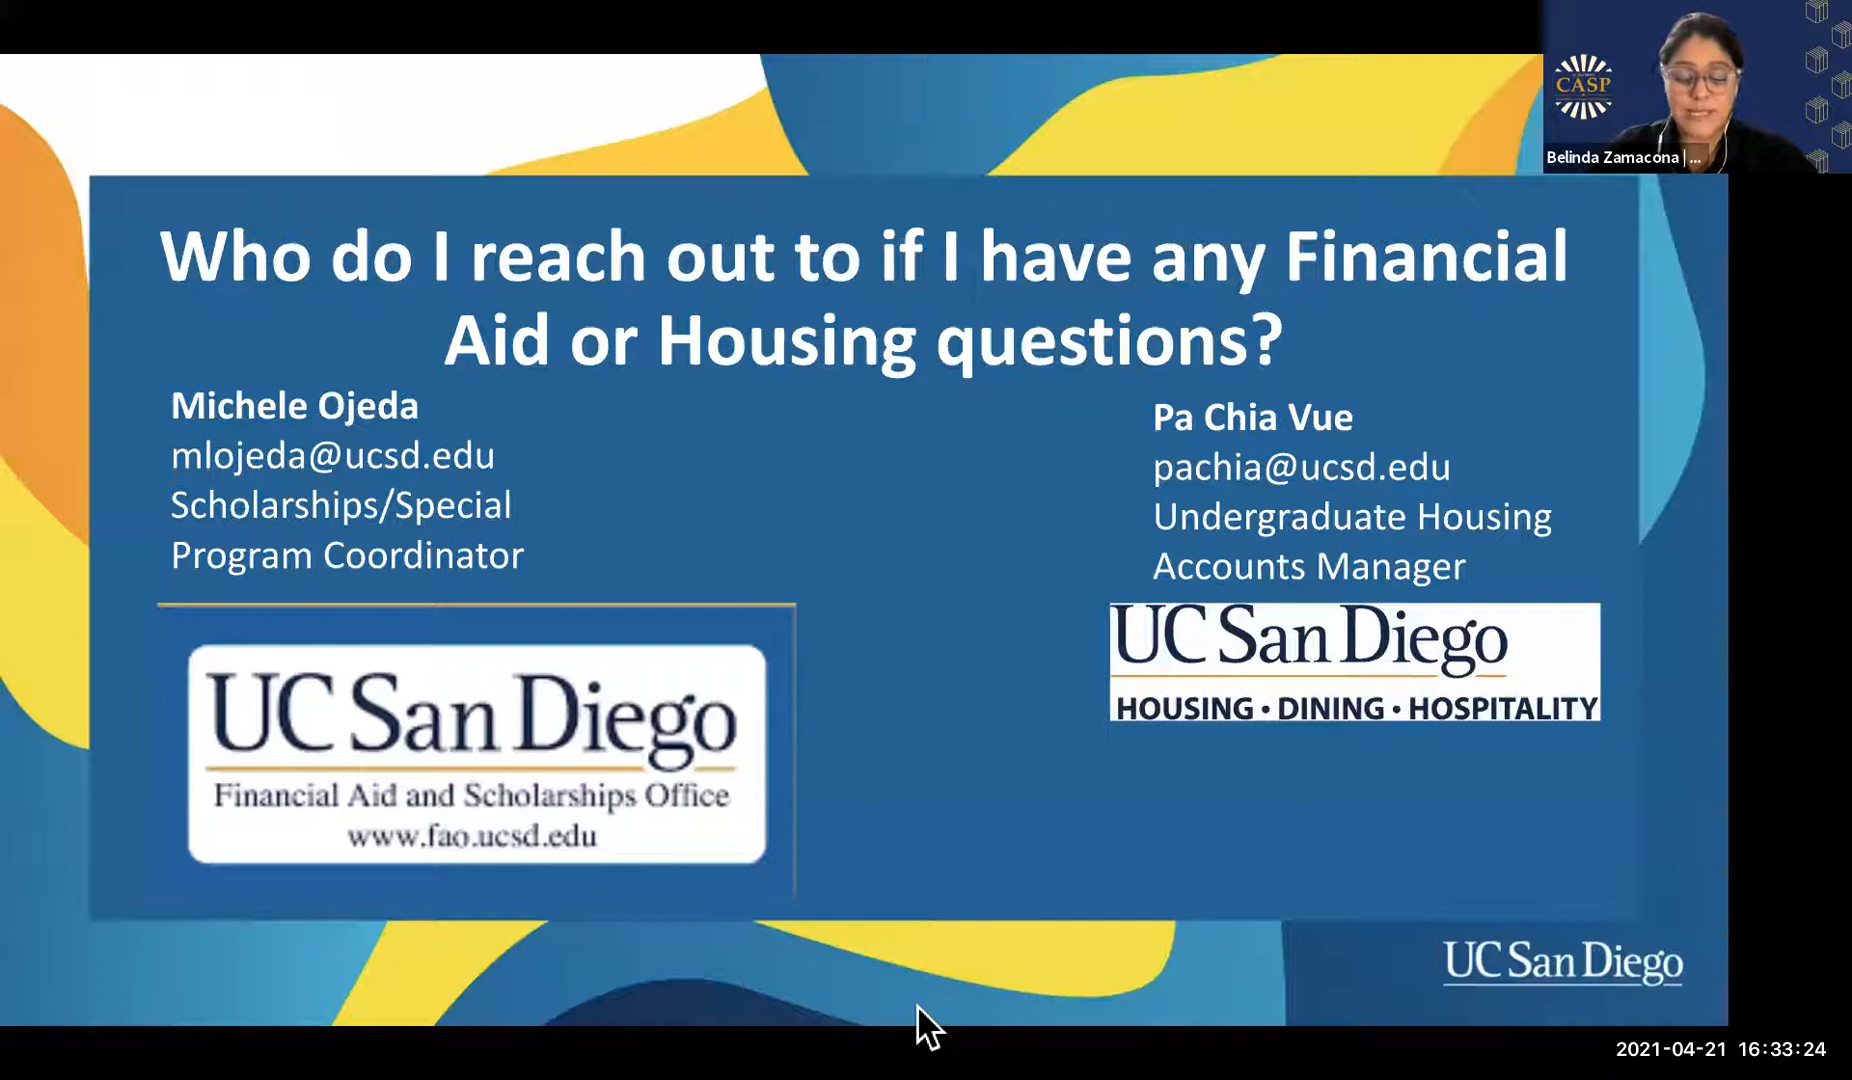 CASP
Belinda Zamacona | ...
Who do I reach out to if I have any Financial
Aid or Housing questions?
Michele Ojeda
mlojeda@ucsd.edu
Scholarships/Special
Program Coordinator
UC San Diego
Financial Aid and Scholarships Office
www.fao.ucsd.edu
Pa Chia Vue
pachia@ucsd.edu
Undergraduate Housing
Accounts Manager
UC San Diego
HOUSING • DINING • HOSPITALITY
UC San Diego
2021-04-21 16:33:24